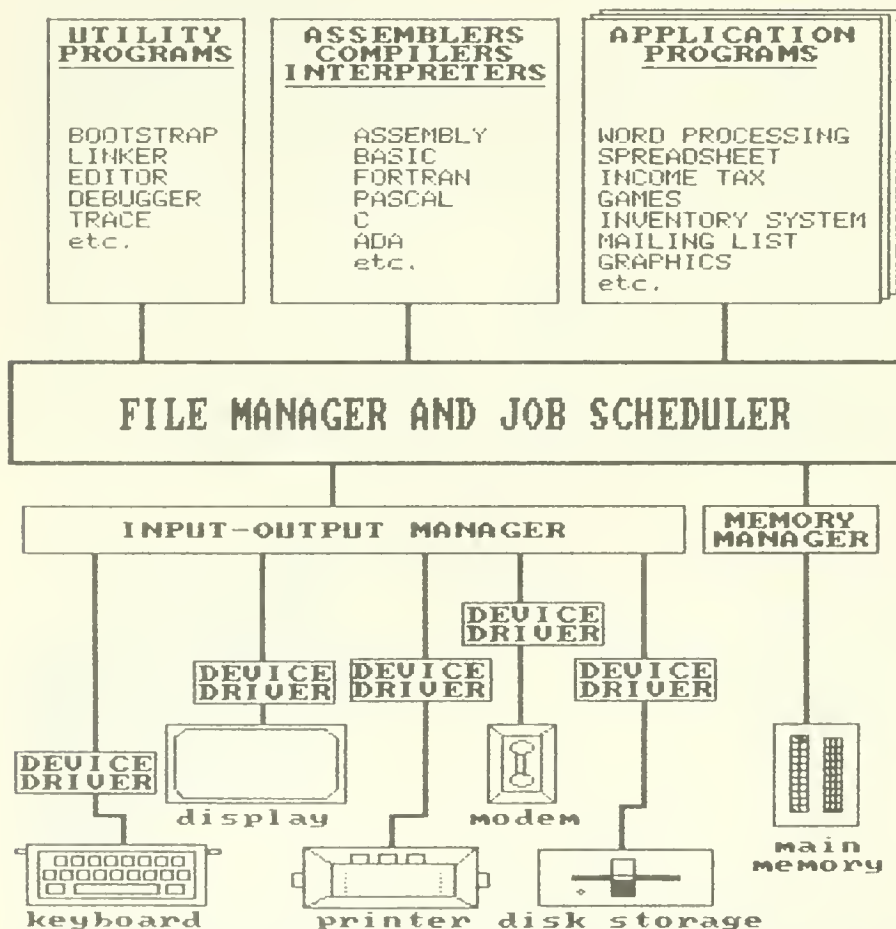 UTILITY
PROGRAMS
BOOTSTRAP
LINKER
EDITOR
DEBUGGER
TRACE
etc.
ASSEMBLERS
COMPILERS
INTERPRETERS
ASSEMBLY
BASIC
FORTRAN
PASCAL
C
ADA
etc.
APPLICATION
PROGRAMS
WORD PROCESSING
SPREADSHEET
INCOME TAX
GAMES
INVENTORY SYSTEM
MAILING LIST
GRAPHICS
etc.
FILE MANAGER AND JOB SCHEDULER
INPUT-OUTPUT MANAGER
MEMORY
MANAGER
DEVICE
DRIVER
DEVICE
DRIVER
DEVICE
DRIVER
DEVICE
DRIVER
DEVICE
DRIVER
display
modem
main
memory
keyboard
printer
disk storage